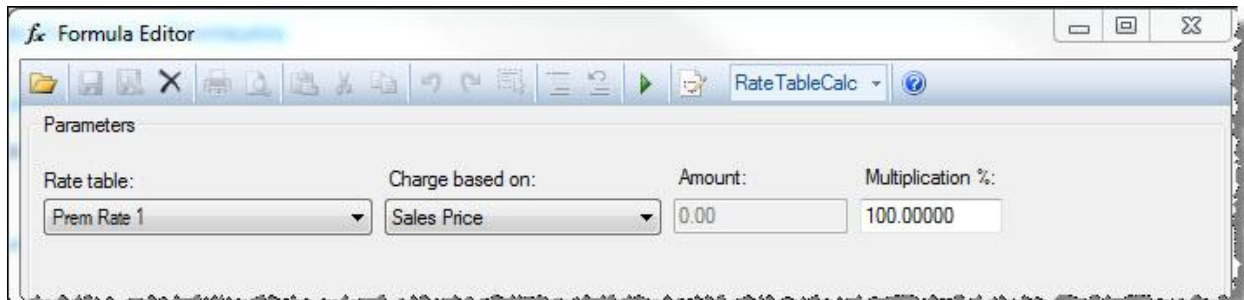 fx Formula Editor
RateTableCalc
Parameters
Rate table: Charge based on: Amount: Multiplication %:
Prem Rate 1 Sales Price 0.00 100.00000